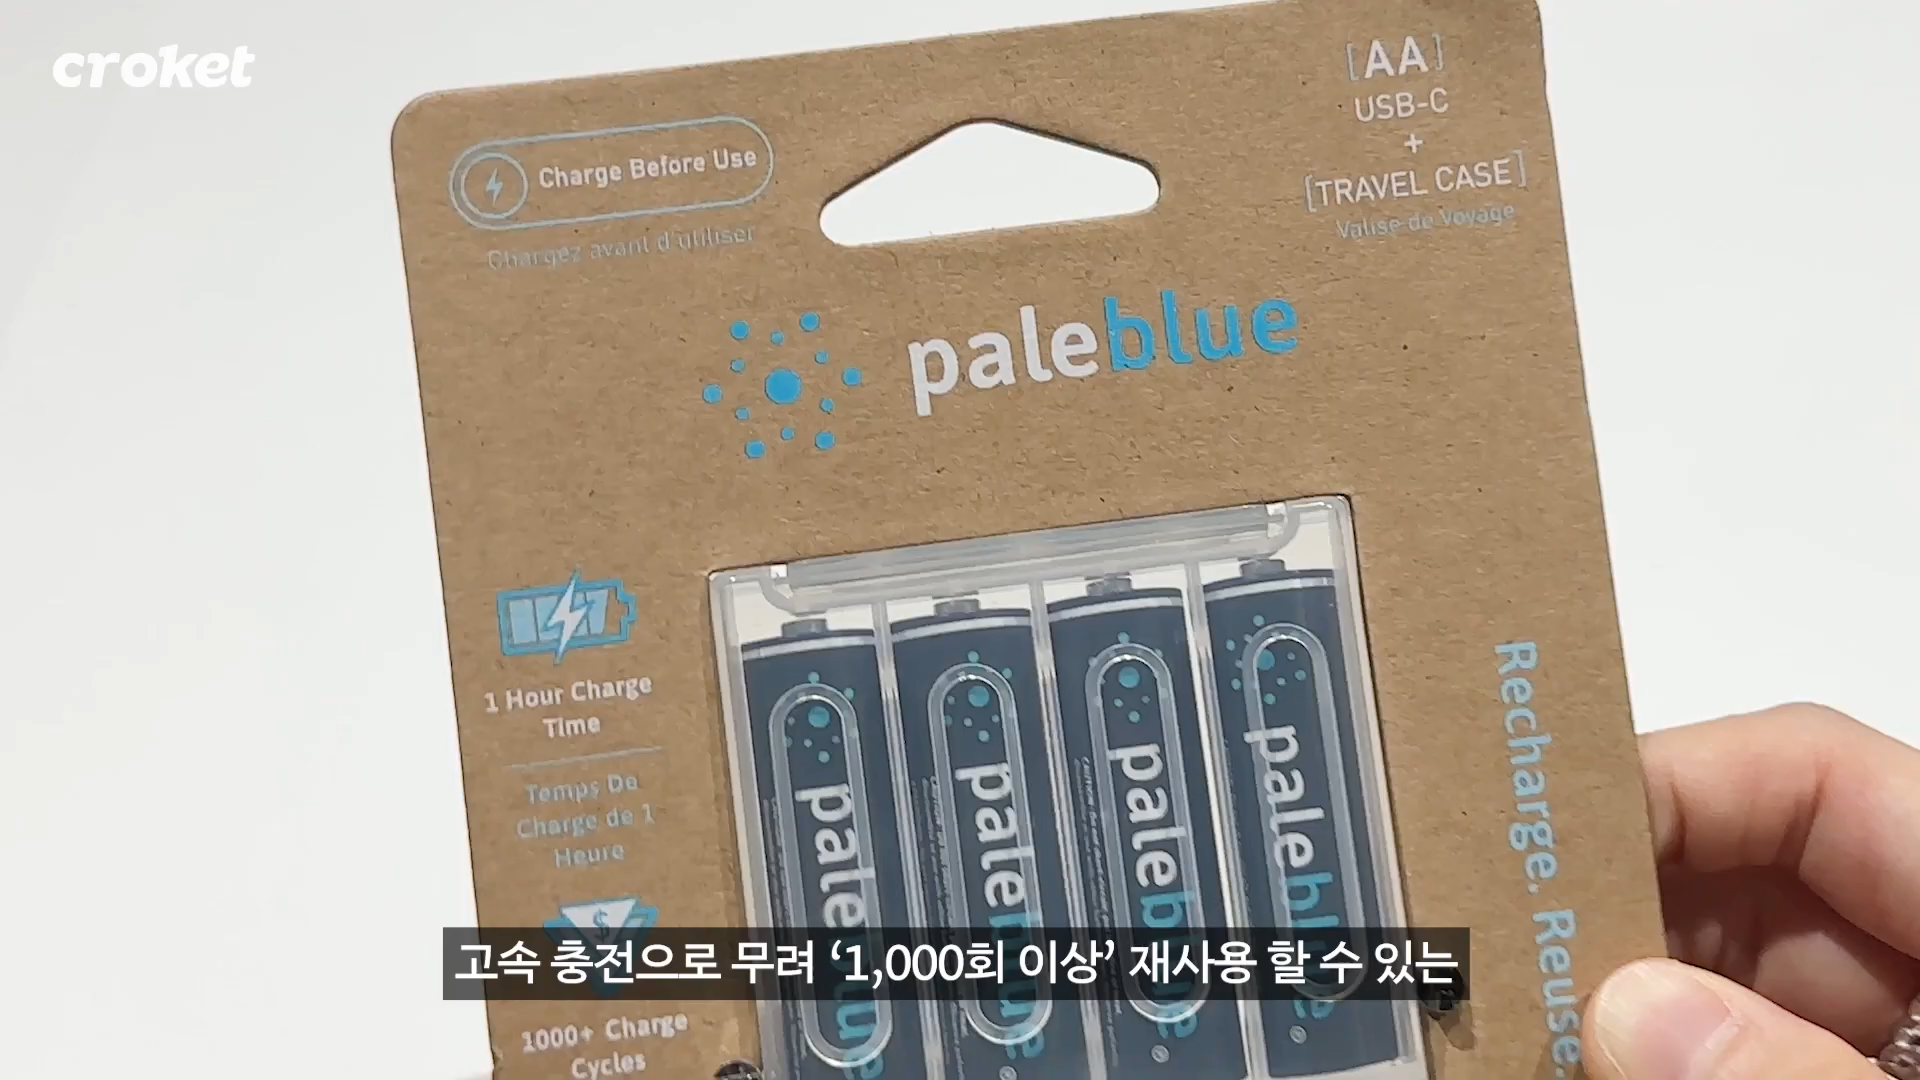 croket
[AA]
USB-C
+
[TRAVEL CASE]
Valise de Voyage
Charge Before Use
Chargez avant d'utiliser
paleblue
1 Hour Charge
Time
Temps De
Charge de 1
Heure
1000+ Charge
Cycles
paleblue
paleblue
paleblue
paleblue
Recharge. Reuse.
고속 충전으로 무려 ‘1,000회 이상’ 재사용 할 수 있는